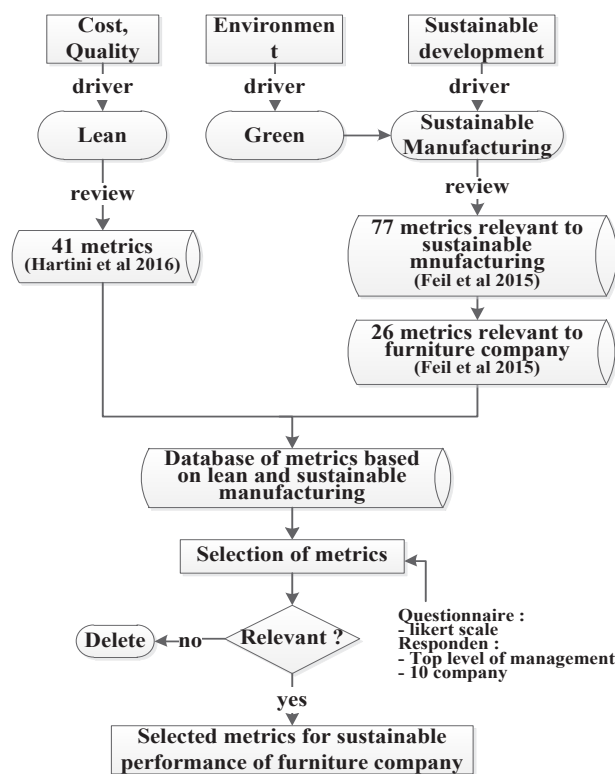 Cost,
Quality
Environmen
t
Sustainable
development
driver
driver
driver
Lean
Green
Sustainable
Manufacturing
review
review
41 metrics
(Hartini et al 2016)
77 metrics relevant to
sustainable
mnufacturing
(Feil et al 2015)
26 metrics relevant to
furniture company
(Feil et al 2015)
Database of metrics based
on lean and sustainable
manufacturing
Selection of metrics
Questionnaire :
- likert scale
Responden :
- Top level of management
- 10 company
Relevant ?
no
Delete
yes
Selected metrics for sustainable
performance of furniture company